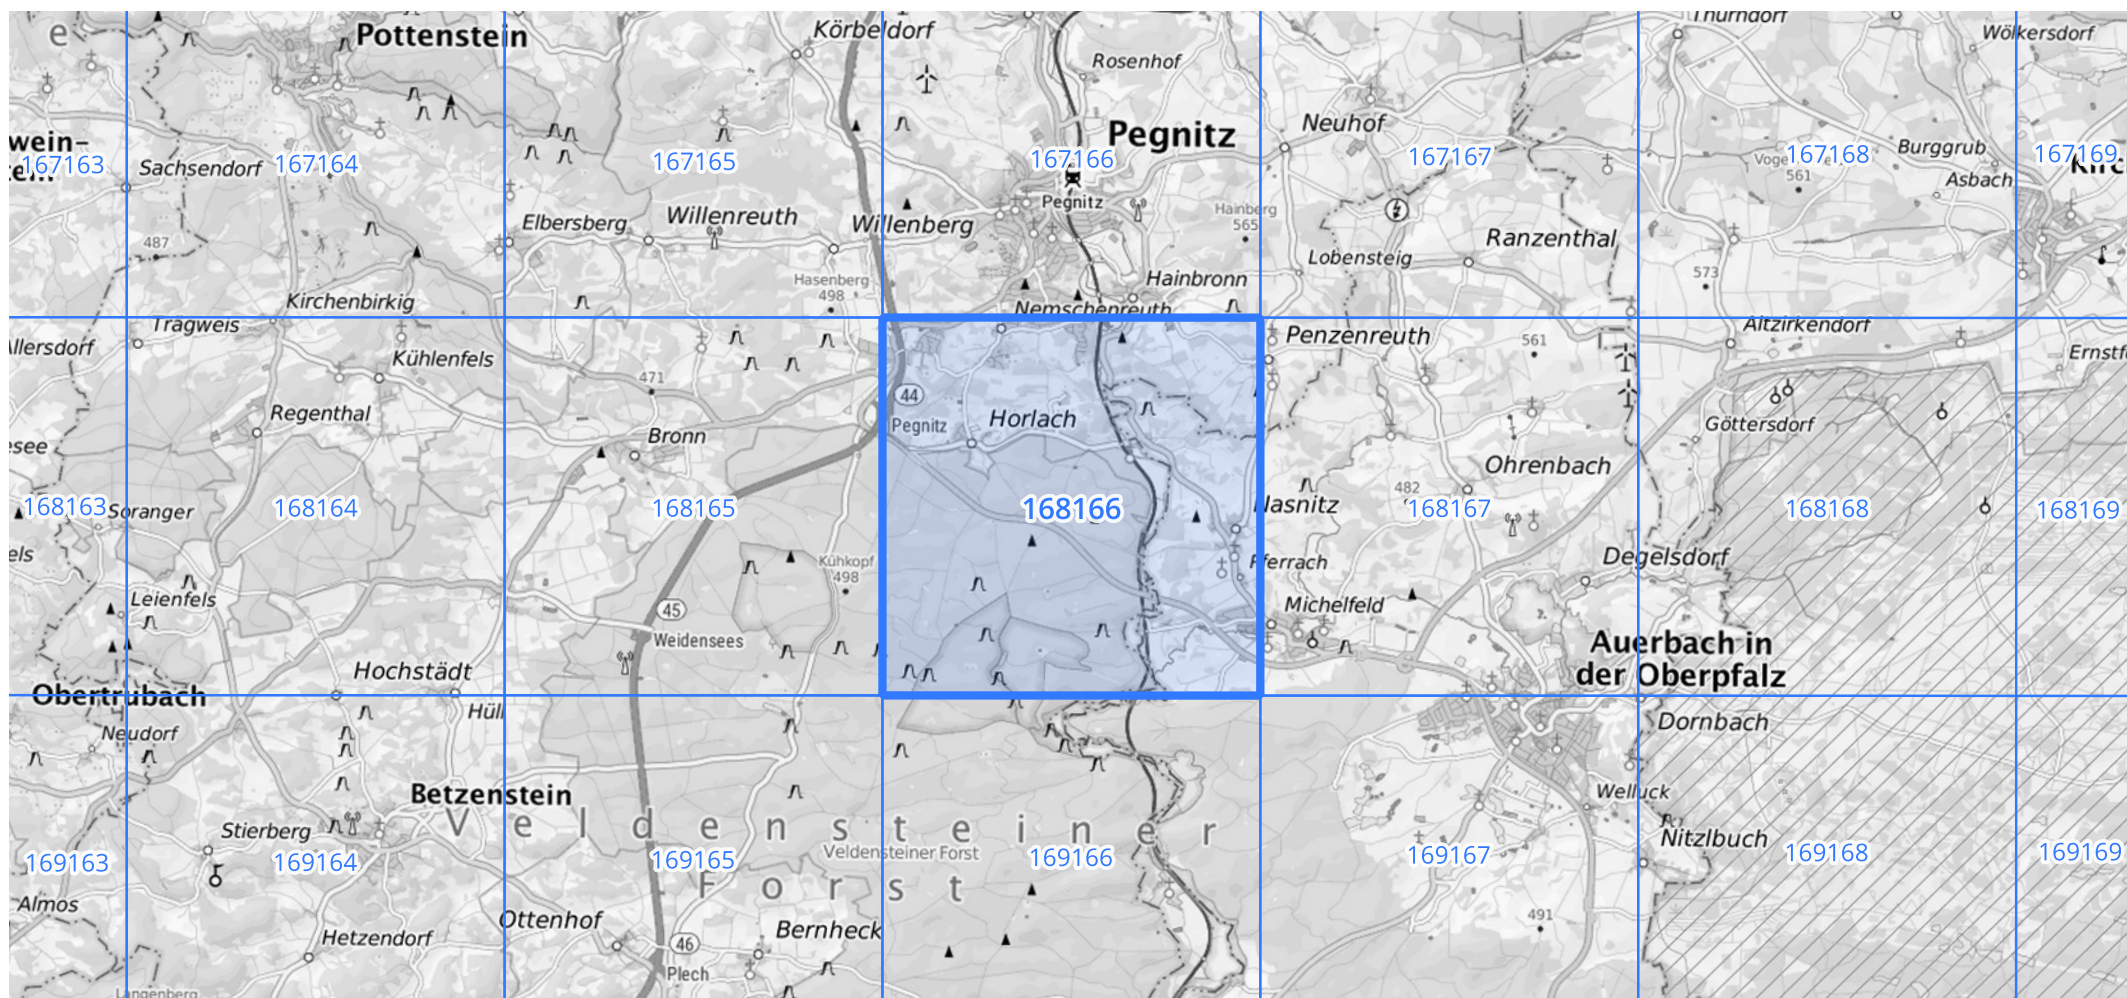 Körbeldorf
Thurndorf
Wölkersdorf
e
Pottenstein
Rosenhof
Pegnitz
Neuhof
wein-
Burggrub
167163
Sachsendorf
167164
167165
167166
167167
167168
167169
561
Asbach
Pegnitz
Elbersberg
Willenreuth
Willenberg
Hainberg
565
487
Ranzenthal
Lobensteig
573
Hasenberg
498
Hainbronn
Kirchenbirkig
Nemschenreuth
Tragweis
Altzirkendorf
Allersdorf
Kühlenfels
Penzenreuth
561
Ernstfe
471
44
Regenthal
Pegnitz
Horlach
Göttersdorf
esee
Bronn
Ohrenbach
482
168163
Soranger
168164
168165
168166
Nasnitz
168167
168168
168169
els
Kühkopf
498
Pferrach
Degelsdorf
Leienfels
45
Michelfeld
Weidensees
Auerbach in
der Oberpfalz
Hochstädt
Obertrubach
Hüll
Dornbach
Neudorf
Betzenstein
Welluck
Stierberg
Veldensteiner
Nitzlbuch
Veldensteiner Forst
169163
169164
169165
169166
169167
169168
169169
Forst
Almos
Ottenhof
491
Hetzendorf
46
Bernheck
Plech
Langenberg